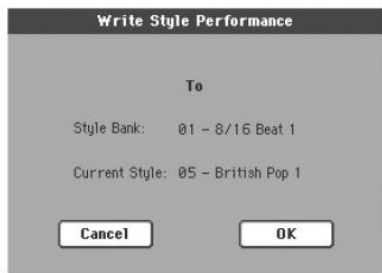 Write Style Performance
To
Style Bank: 01 - 8/16 Beat 1
Current Style: 05 - British Pop 1
Cancel OK